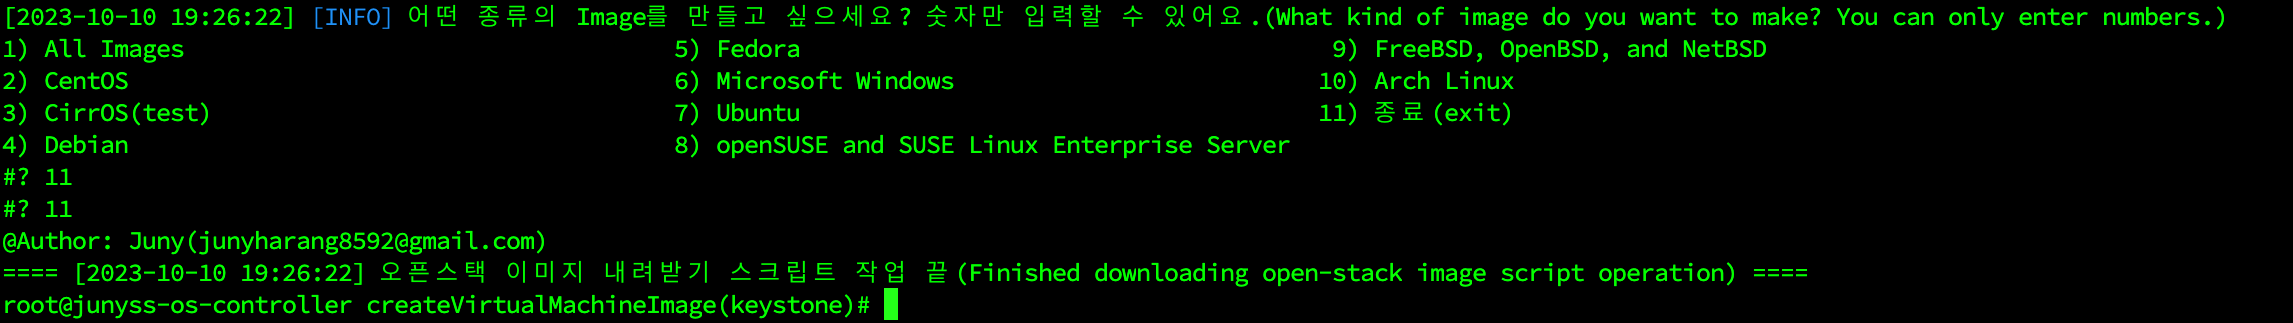 [2023-10-10 19:26:22] [INFO] 어떤 종류의 Image를 만들고 싶으세요? 숫자만 입력할 수 있어요.(What kind of image do you want to make? You can only enter numbers.)
1) All Images 5) Fedora 9) FreeBSD, OpenBSD, and NetBSD
2) CentOS 6) Microsoft Windows 10) Arch Linux
3) CirrOS(test) 7) Ubuntu 11) 종료(exit)
4) Debian 8) openSUSE and SUSE Linux Enterprise Server
#? 11
#? 11
@Author: Juny(junyharang8592@gmail.com)
==== [2023-10-10 19:26:22] 오픈스택 이미지 내려받기 스크립트 작업 끝(Finished downloading open-stack image script operation) ====
root@junyss-os-controller createVirtualMachineImage(keystone)#